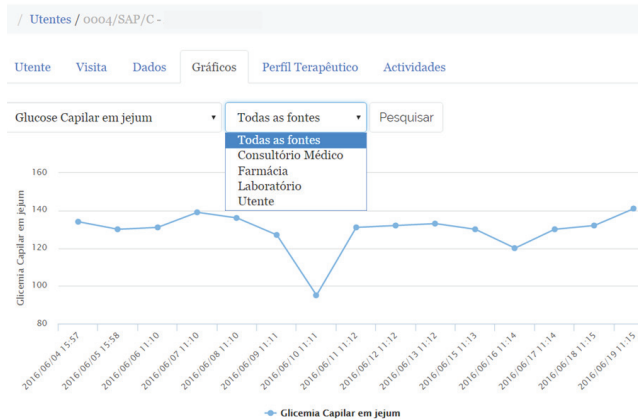 / Utentes / 0004/SAP/C -
Utente Visita Dados Gráficos Perfil Terapêutico Actividades
Glucose Capilar em jejum Todas as fontes Pesquisar
Todas as fontes
Consultório Médico
Farmácia
Laboratório
Utente
160
140
120
100
80
Glicemia Capilar em jejum
2016/06/04 15:57
2016/06/05 15:58
2016/06/06 11:10
2016/06/07 11:10
2016/06/08 11:10
2016/06/09 11:11
2016/06/10 11:11
2016/06/11 11:12
2016/06/12 11:12
2016/06/13 11:12
2016/06/15 11:13
2016/06/16 11:14
2016/06/17 11:14
2016/06/18 11:15
2016/06/19 11:15
Glicemia Capilar em jejum